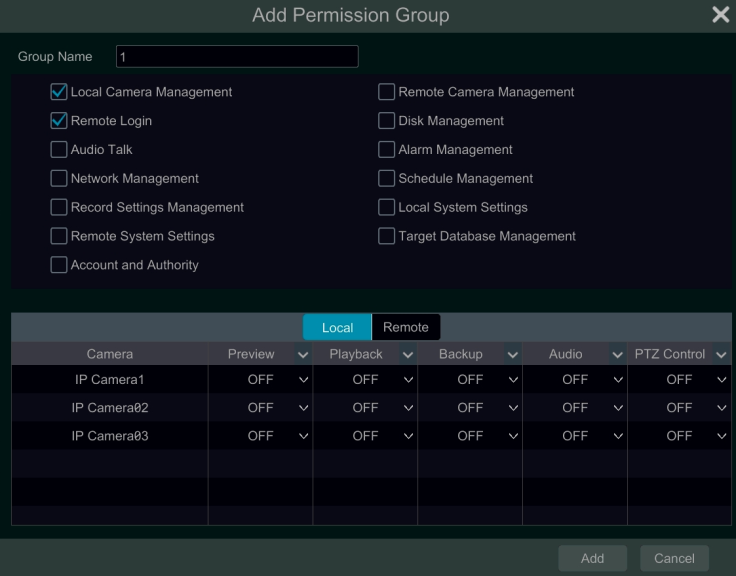 Add Permission Group
Group Name 1
Local Camera Management Remote Camera Management
Remote Login Disk Management
Audio Talk Alarm Management
Network Management Schedule Management
Record Settings Management Local System Settings
Remote System Settings Target Database Management
Account and Authority
Local Remote
Camera Preview Playback Backup Audio PTZ Control
IP Camera1 OFF OFF OFF OFF OFF
IP Camera02 OFF OFF OFF OFF OFF
IP Camera03 OFF OFF OFF OFF OFF
Add Cancel